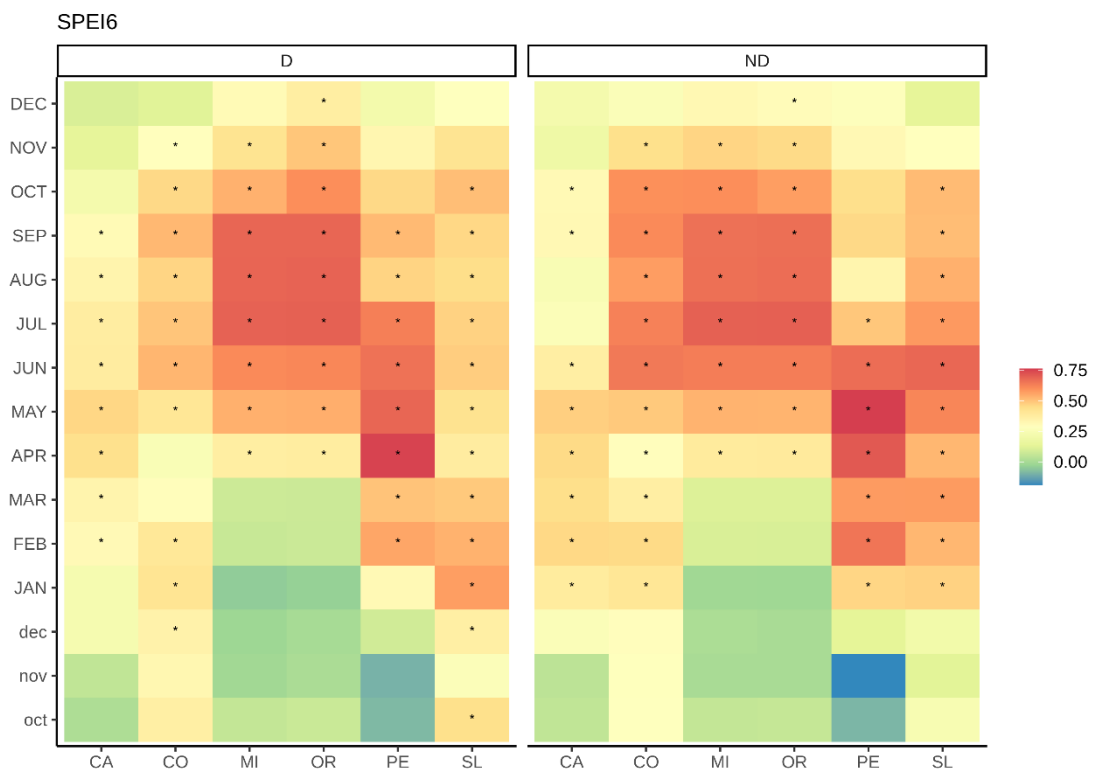 SPEI6
D ND
DEC
NOV
OCT
SEP
AUG
JUL
JUN
MAY
APR
MAR
FEB
JAN
dec
nov
oct
CA CO MI OR PE SL CA CO MI OR PE SL
0.75
0.50
0.25
0.00